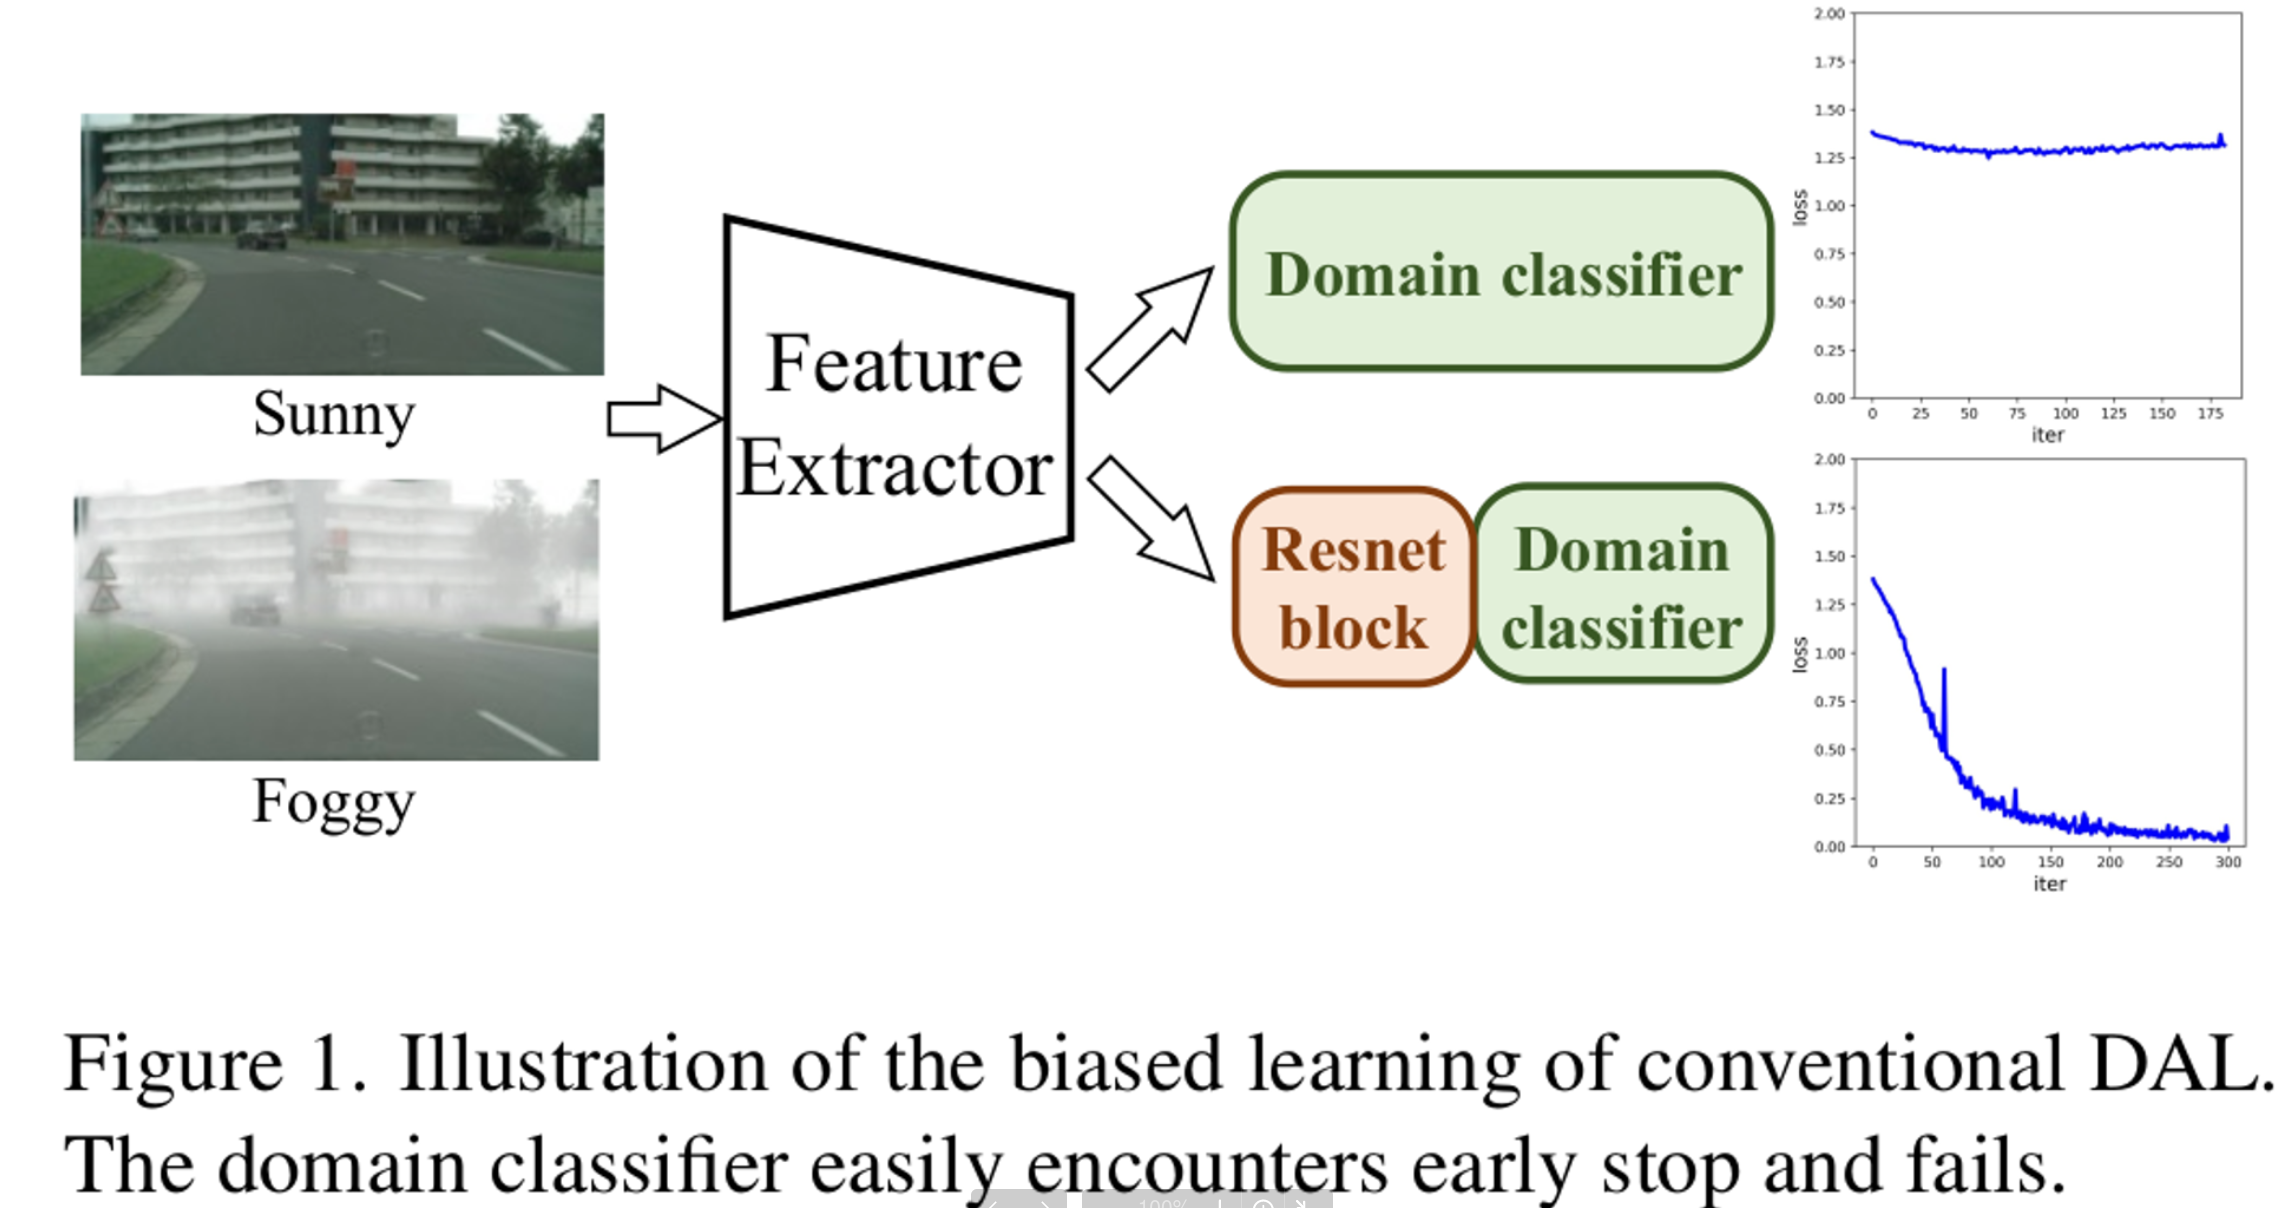 Sunny
Foggy
Feature
Extractor
Domain classifier
Resnet
block
Domain
classifier
2.00
1.75
1.50
1.25
1.00
0.75
0.50
0.25
0.00
loss
0 25 50 75 100 125 150 175
iter
2.00
1.75
1.50
1.25
1.00
0.75
0.50
0.25
0.00
loss
0 50 100 150 200 250 300
iter
Figure 1. Illustration of the biased learning of conventional DAL.
The domain classifier easily encounters early stop and fails.
100%